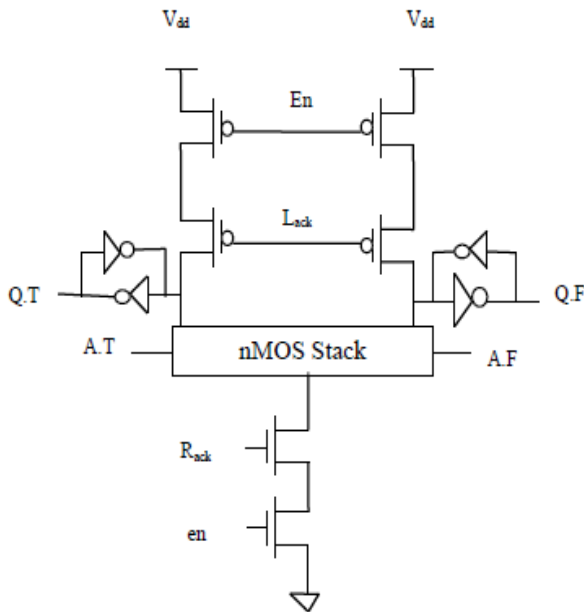 Vdd Vdd
En
Lack
Q.T Q.F
A.T nMOS Stack A.F
Rack
en